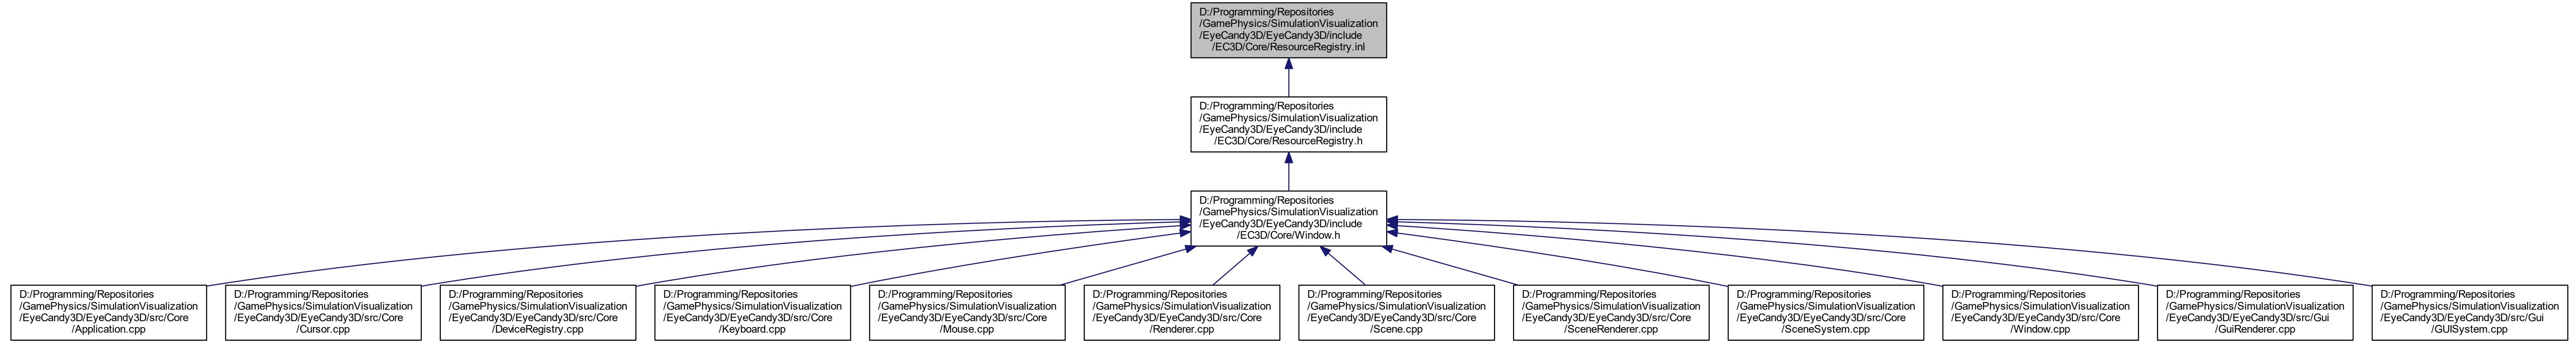 D:/Programming/Repositories
/GamePhysics/SimulationVisualization
/EyeCandy3D/EyeCandy3D/include
/EC3D/Core/ResourceRegistry.inl
D:/Programming/Repositories
/GamePhysics/SimulationVisualization
/EyeCandy3D/EyeCandy3D/include
/EC3D/Core/ResourceRegistry.h
D:/Programming/Repositories
/GamePhysics/SimulationVisualization
/EyeCandy3D/EyeCandy3D/include
/EC3D/Core/Window.h
D:/Programming/Repositories
/GamePhysics/SimulationVisualization
/EyeCandy3D/EyeCandy3D/src/Core
/Application.cpp
D:/Programming/Repositories
/GamePhysics/SimulationVisualization
/EyeCandy3D/EyeCandy3D/src/Core
/Cursor.cpp
D:/Programming/Repositories
/GamePhysics/SimulationVisualization
/EyeCandy3D/EyeCandy3D/src/Core
/DeviceRegistry.cpp
D:/Programming/Repositories
/GamePhysics/SimulationVisualization
/EyeCandy3D/EyeCandy3D/src/Core
/Keyboard.cpp
D:/Programming/Repositories
/GamePhysics/SimulationVisualization
/EyeCandy3D/EyeCandy3D/src/Core
/Mouse.cpp
D:/Programming/Repositories
/GamePhysics/SimulationVisualization
/EyeCandy3D/EyeCandy3D/src/Core
/Renderer.cpp
D:/Programming/Repositories
/GamePhysics/SimulationVisualization
/EyeCandy3D/EyeCandy3D/src/Core
/Scene.cpp
D:/Programming/Repositories
/GamePhysics/SimulationVisualization
/EyeCandy3D/EyeCandy3D/src/Core
/SceneRenderer.cpp
D:/Programming/Repositories
/GamePhysics/SimulationVisualization
/EyeCandy3D/EyeCandy3D/src/Core
/SceneSystem.cpp
D:/Programming/Repositories
/GamePhysics/SimulationVisualization
/EyeCandy3D/EyeCandy3D/src/Core
/Window.cpp
D:/Programming/Repositories
/GamePhysics/SimulationVisualization
/EyeCandy3D/EyeCandy3D/src/Gui
/GuiRenderer.cpp
D:/Programming/Repositories
/GamePhysics/SimulationVisualization
/EyeCandy3D/EyeCandy3D/src/Gui
/GUISystem.cpp